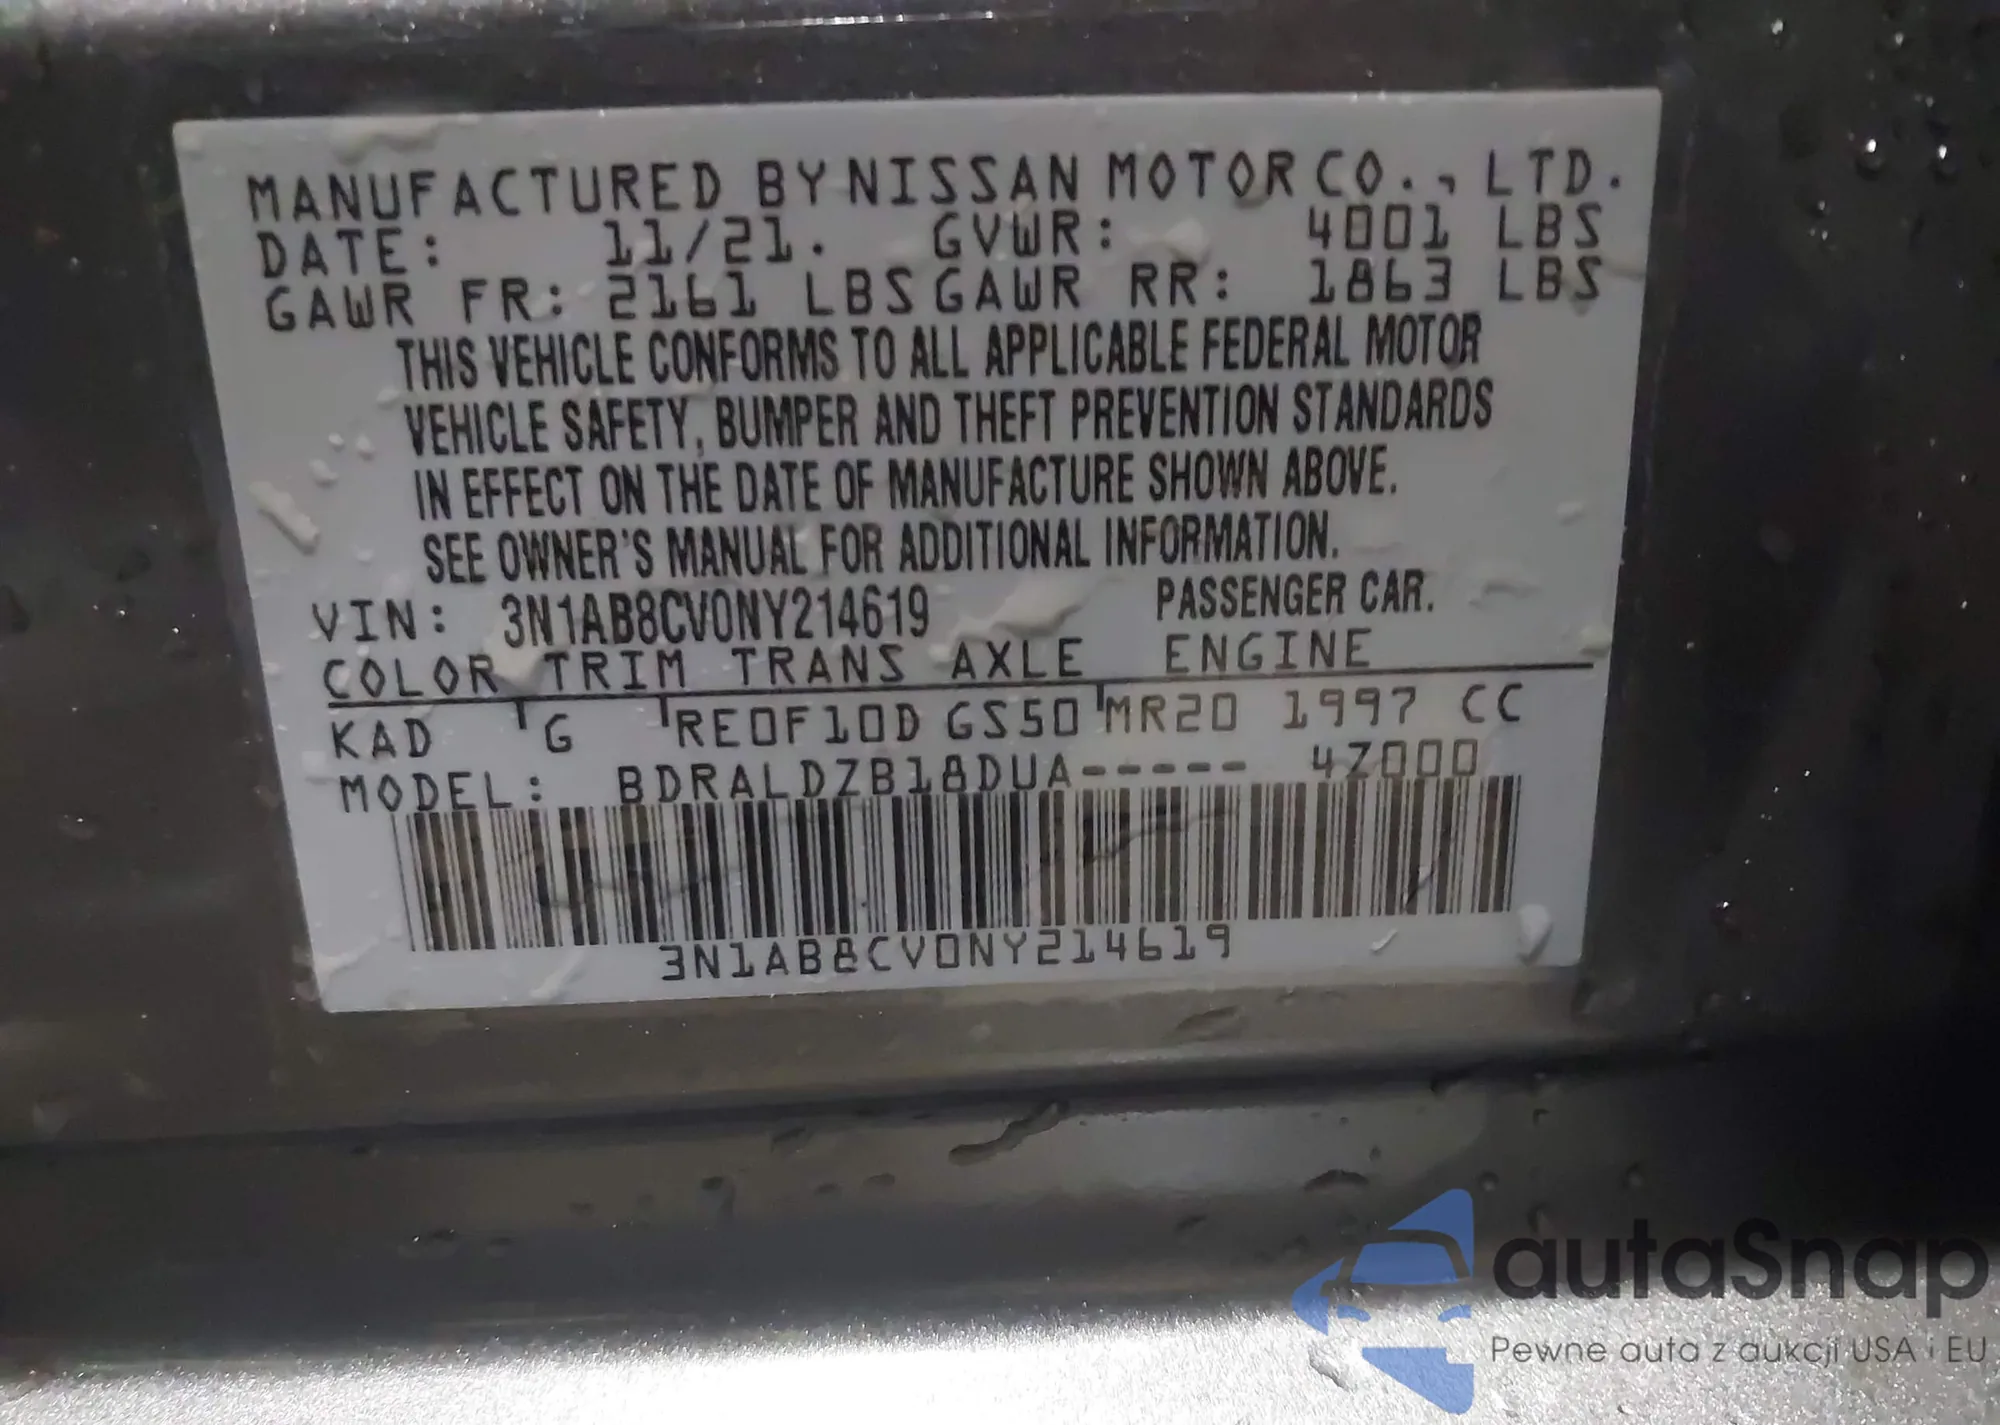 MANUFACTURED BY NISSAN MOTOR CO., LTD.
DATE: 11/21. GVWR: 4001 LBS
GAWR FR: 2161 LBS GAWR RR: 1863 LBS
THIS VEHICLE CONFORMS TO ALL APPLICABLE FEDERAL MOTOR
VEHICLE SAFETY, BUMPER AND THEFT PREVENTION STANDARDS
IN EFFECT ON THE DATE OF MANUFACTURE SHOWN ABOVE.
SEE OWNER'S MANUAL FOR ADDITIONAL INFORMATION.
VIN: 3N1AB8CV0NY214619 PASSENGER CAR.
COLOR TRIM TRANS AXLE ENGINE
KAD G RE0F10D GS50 MR20 1997 CC
MODEL: BDRALDZB18DUA----- 4Z000
3N1AB8CV0NY214619
autaSnap
Pewne auta z aukcji USA i EU